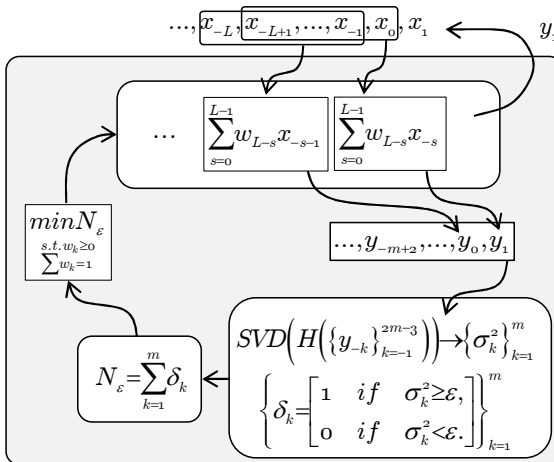 ..., x_{-L}, x_{-L+1}, ..., x_{-1}, x_0, x_1
... \sum_{s=0}^{L-1} w_{L-s} x_{-s-1} \sum_{s=0}^{L-1} w_{L-s} x_{-s}
min N_ε
s.t. w_k ≥ 0
\sum w_k = 1
..., y_{-m+2}, ..., y_0, y_1
SVD(H({y_{-k}}_{k=-1}^{2m-3})) → {σ_k^2}_{k=1}^{m}
{δ_k = [1 if σ_k^2 ≥ ε,
0 if σ_k^2 < ε.]}_{k=1}^{m}
N_ε = \sum_{k=1}^{m} δ_k